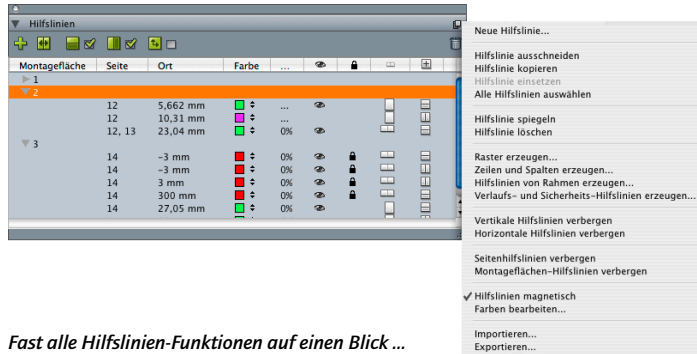 Hilfslinien
Montagefläche Seite Ort Farbe ...
1
2
12 5,662 mm ...
12 10,31 mm ...
12, 13 23,04 mm 0%
3
14 -3 mm 0%
14 -3 mm 0%
14 3 mm 0%
14 300 mm 0%
14 27,05 mm 0%
Neue Hilfslinie...
Hilfslinie ausschneiden
Hilfslinie kopieren
Hilfslinie einsetzen
Alle Hilfslinien auswählen
Hilfslinie spiegeln
Hilfslinie löschen
Raster erzeugen...
Zeilen und Spalten erzeugen...
Hilfslinien von Rahmen erzeugen...
Verlaufs- und Sicherheits-Hilfslinien erzeugen...
Vertikale Hilfslinien verbergen
Horizontale Hilfslinien verbergen
Seitenhilfslinien verbergen
Montageflächen-Hilfslinien verbergen
Hilfslinien magnetisch
Farben bearbeiten...
Importieren...
Exportieren...
Fast alle Hilfslinien-Funktionen auf einen Blick ...